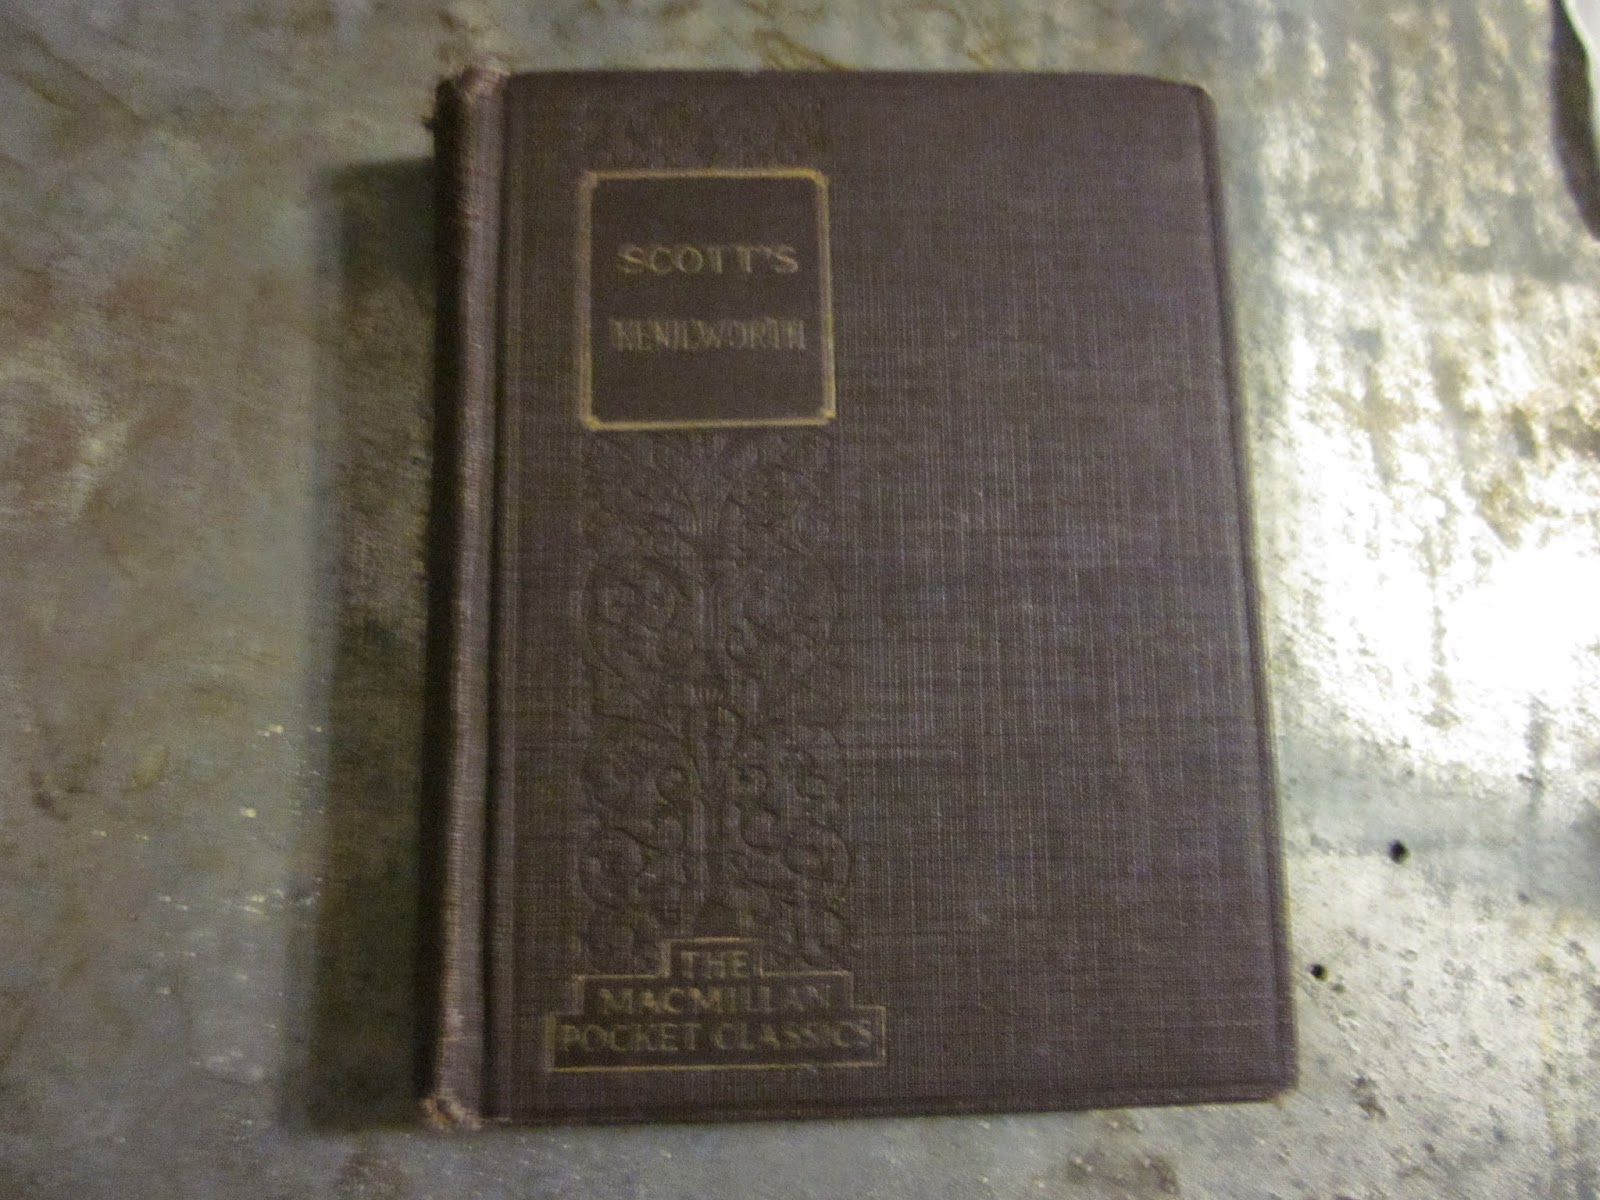 SCOTT'S
KENILWORTH
THE
MACMILLAN
POCKET CLASSICS